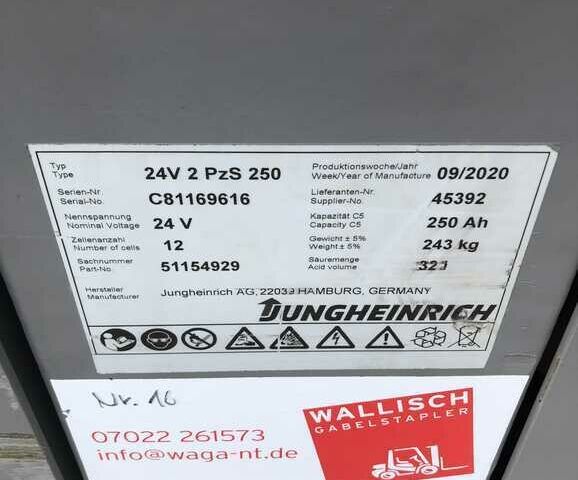 Typ
Type
24V 2 PzS 250
Produktionswoche/Jahr
Week/Year of Manufacture
09/2020
Serien-Nr.
Serial-No.
C81169616
Lieferanten-Nr.
Supplier-No.
45392
Nennspannung
Nominal Voltage
24 V
Kapazität C5
Capacity C5
250 Ah
Zellenanzahl
Number of cells
12
Gewicht ± 5%
Weight ± 5%
243 kg
Sachnummer
Part-No.
51154929
Säuremenge
Acid volume
Hersteller
Manufacturer
Jungheinrich AG, 22039 HAMBURG, GERMANY
JUNGHEINRICH
Nr. 16
07022 261573
info@waga-nt.de
WALLISCH
GABELSTAPLER